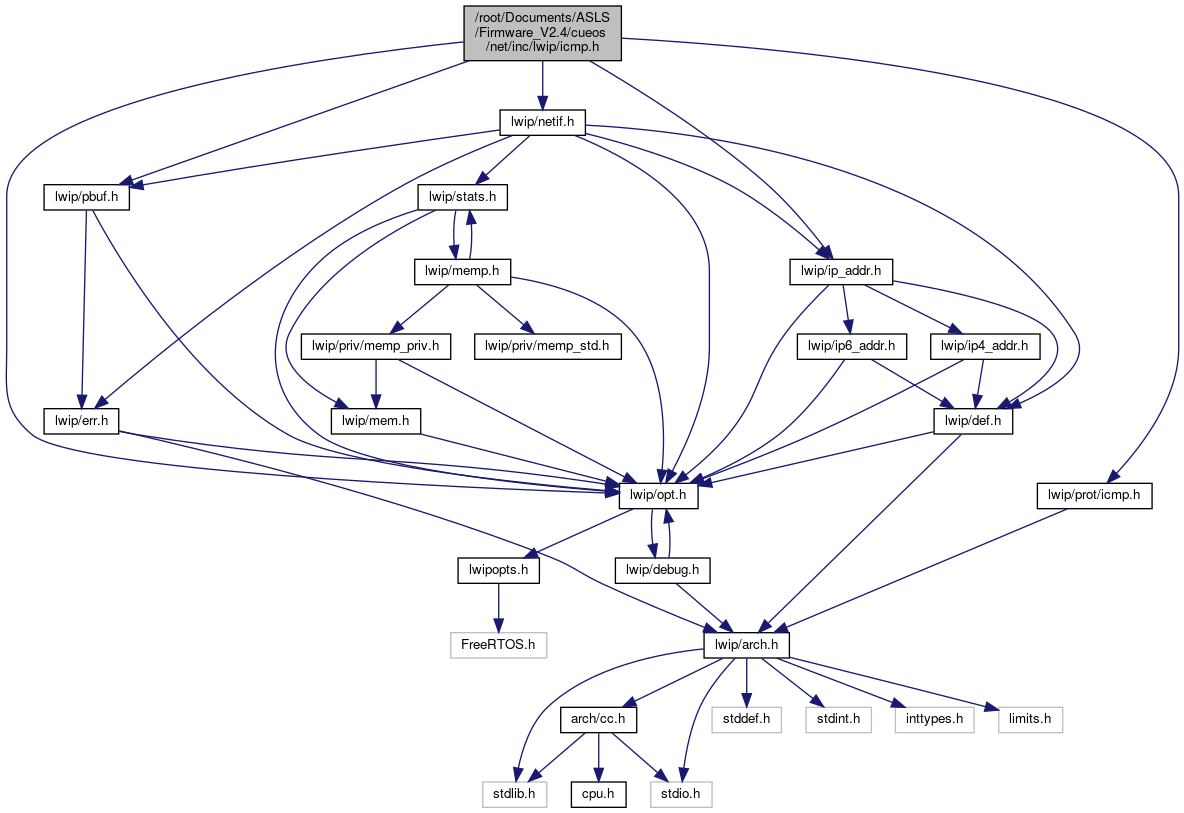 /root/Documents/ASLS
/Firmware_V2.4/cueos
/net/inc/lwip/icmp.h
lwip/netif.h
lwip/pbuf.h
lwip/stats.h
lwip/memp.h
lwip/ip_addr.h
lwip/priv/memp_priv.h
lwip/priv/memp_std.h
lwip/ip6_addr.h
lwip/ip4_addr.h
lwip/err.h
lwip/mem.h
lwip/def.h
lwip/opt.h
lwip/prot/icmp.h
lwipopts.h
lwip/debug.h
FreeRTOS.h
lwip/arch.h
arch/cc.h
stddef.h
stdint.h
inttypes.h
limits.h
stdlib.h
cpu.h
stdio.h